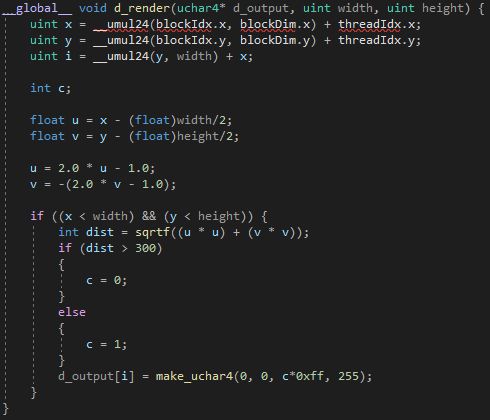 __global__ void d_render(uchar4* d_output, uint width, uint height) {
    uint x = __umul24(blockIdx.x, blockDim.x) + threadIdx.x;
    uint y = __umul24(blockIdx.y, blockDim.y) + threadIdx.y;
    uint i = __umul24(y, width) + x;

    int c;

    float u = x - (float)width/2;
    float v = y - (float)height/2;

    u = 2.0 * u - 1.0;
    v = -(2.0 * v - 1.0);

    if ((x < width) && (y < height)) {
        int dist = sqrtf((u * u) + (v * v));
        if (dist > 300)
        {
            c = 0;
        }
        else
        {
            c = 1;
        }
        d_output[i] = make_uchar4(0, 0, c*0xff, 255);
    }
}